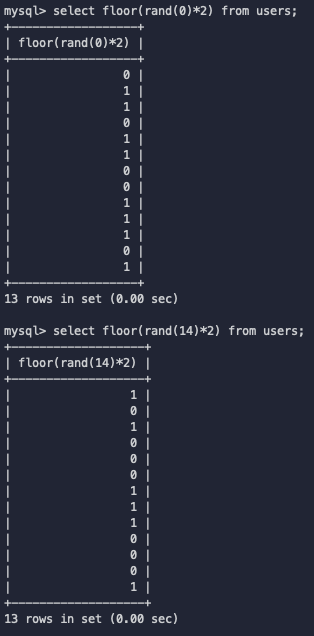 mysql> select floor(rand(0)*2) from users;
+------------------+
| floor(rand(0)*2) |
+------------------+
|                0 |
|                1 |
|                1 |
|                0 |
|                1 |
|                1 |
|                0 |
|                0 |
|                1 |
|                1 |
|                1 |
|                0 |
|                1 |
+------------------+
13 rows in set (0.00 sec)

mysql> select floor(rand(14)*2) from users;
+-------------------+
| floor(rand(14)*2) |
+-------------------+
|                 1 |
|                 0 |
|                 1 |
|                 0 |
|                 0 |
|                 0 |
|                 1 |
|                 1 |
|                 1 |
|                 0 |
|                 0 |
|                 0 |
|                 1 |
+-------------------+
13 rows in set (0.00 sec)